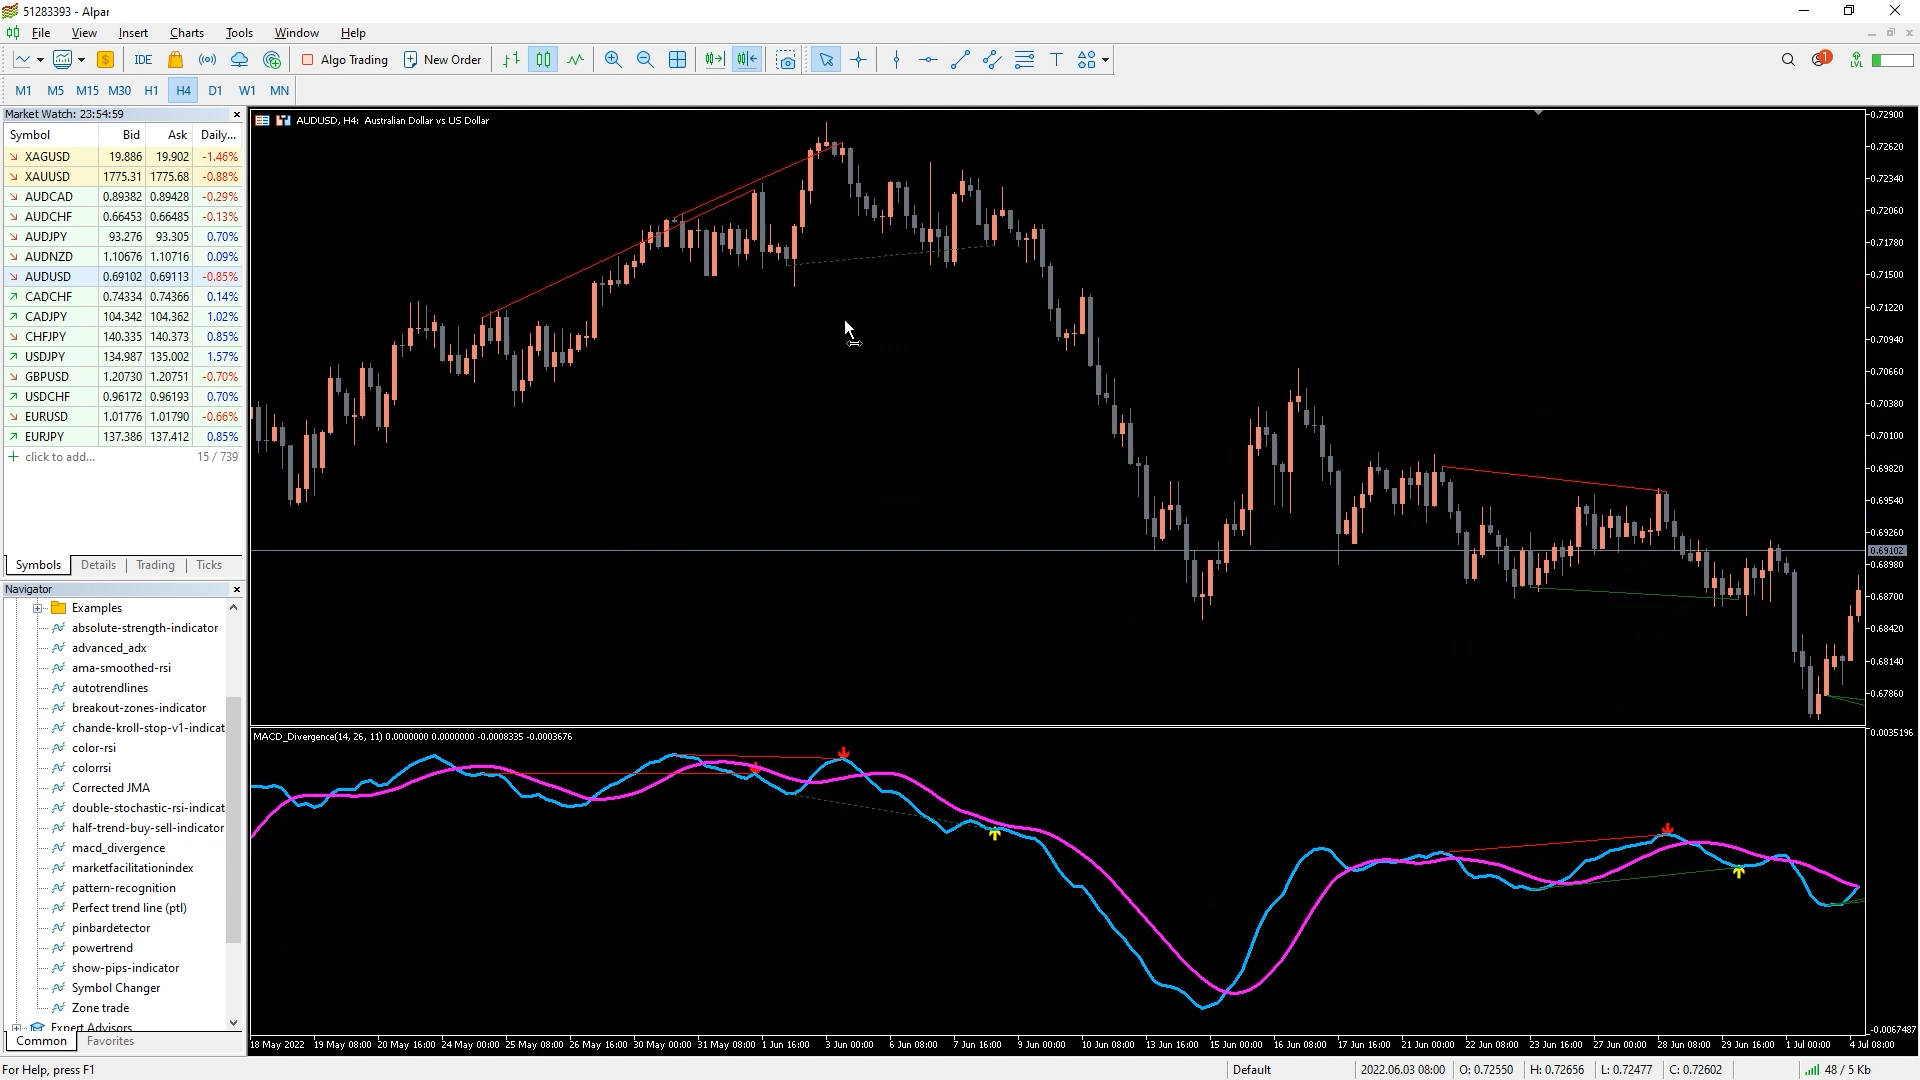 51283393 - Alpar
File View Insert Charts Tools Window Help
IDE Algo Trading New Order 1 LVL
M1 M5 M15 M30 H1 H4 D1 W1 MN
Market Watch: 23:54:59
Symbol Bid Ask Daily...
XAGUSD 19.886 19.902 -1.46%
XAUUSD 1775.31 1775.68 -0.88%
AUDCAD 0.89382 0.89428 -0.29%
AUDCHF 0.66453 0.66485 -0.13%
AUDJPY 93.276 93.305 0.70%
AUDNZD 1.10676 1.10716 0.09%
AUDUSD 0.69102 0.69113 -0.85%
CADCHF 0.74334 0.74366 0.14%
CADJPY 104.342 104.362 1.02%
CHFJPY 140.335 140.373 0.85%
USDJPY 134.987 135.002 1.57%
GBPUSD 1.20730 1.20751 -0.70%
USDCHF 0.96172 0.96193 0.70%
EURUSD 1.01776 1.01790 -0.66%
EURJPY 137.386 137.412 0.85%
click to add... 15 / 739
Symbols Details Trading Ticks
Navigator
Examples
absolute-strength-indicator
advanced_adx
ama-smoothed-rsi
autotrendlines
breakout-zones-indicator
chande-kroll-stop-v1-indicat
color-rsi
colorrsi
Corrected JMA
double-stochastic-rsi-indicat
half-trend-buy-sell-indicator
macd_divergence
marketfacilitationindex
pattern-recognition
Perfect trend line (ptl)
pinbardetector
powertrend
show-pips-indicator
Symbol Changer
Zone trade
Expert Advisors
Common Favorites
AUDUSD, H4: Australian Dollar vs US Dollar
0.72900
0.72620
0.72340
0.72060
0.71780
0.71500
0.71220
0.70940
0.70660
0.70380
0.70100
0.69820
0.69540
0.69260
0.69102
0.68980
0.68700
0.68420
0.68140
0.67860
MACD_Divergence(14, 26, 11) 0.0000000 0.0000000 -0.0008335 -0.0003676
0.0035196
-0.0067487
18 May 2022 19 May 08:00 20 May 16:00 24 May 00:00 25 May 08:00 26 May 16:00 30 May 00:00 31 May 08:00 1 Jun 16:00 3 Jun 00:00 6 Jun 08:00 7 Jun 16:00 9 Jun 00:00 10 Jun 08:00 13 Jun 16:00 15 Jun 00:00 16 Jun 08:00 17 Jun 16:00 21 Jun 00:00 22 Jun 08:00 23 Jun 16:00 27 Jun 00:00 28 Jun 08:00 29 Jun 16:00 1 Jul 00:00 4 Jul 08:00
For Help, press F1 Default 2022.06.03 08:00 O: 0.72550 H: 0.72656 L: 0.72477 C: 0.72602 48 / 5 Kb